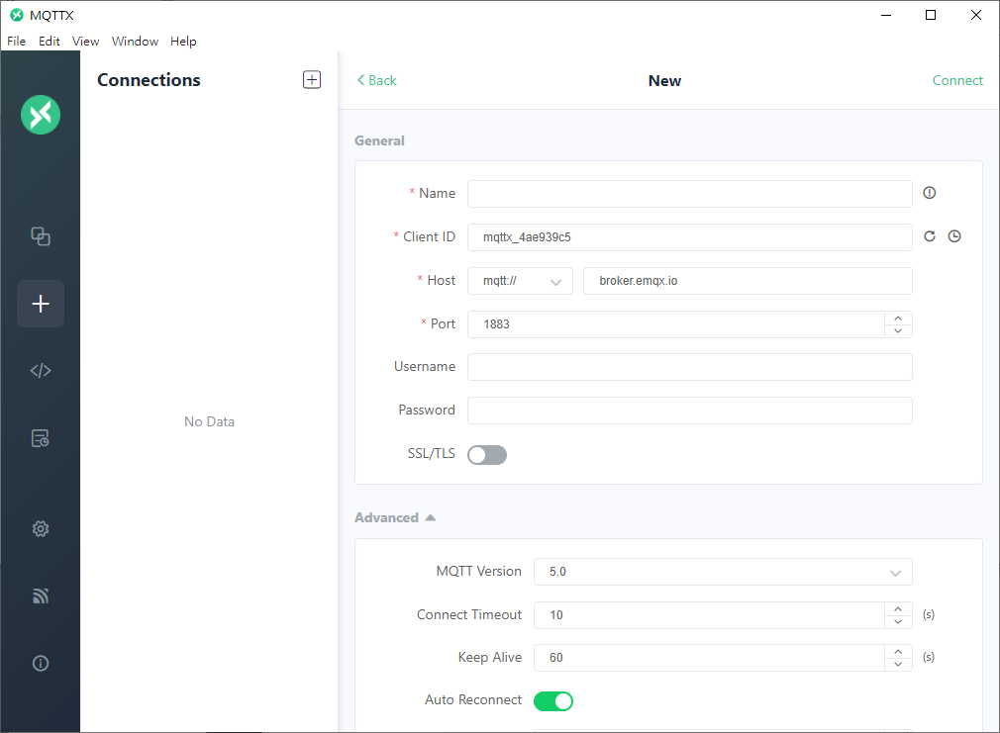 MQTTX
File Edit View Window Help
Connections
Back New Connect
General
* Name
* Client ID mqttx_4ae939c5
* Host mqtt:// broker.emqx.io
* Port 1883
Username
Password
No Data
SSL/TLS
Advanced
MQTT Version 5.0
Connect Timeout 10 (s)
Keep Alive 60 (s)
Auto Reconnect